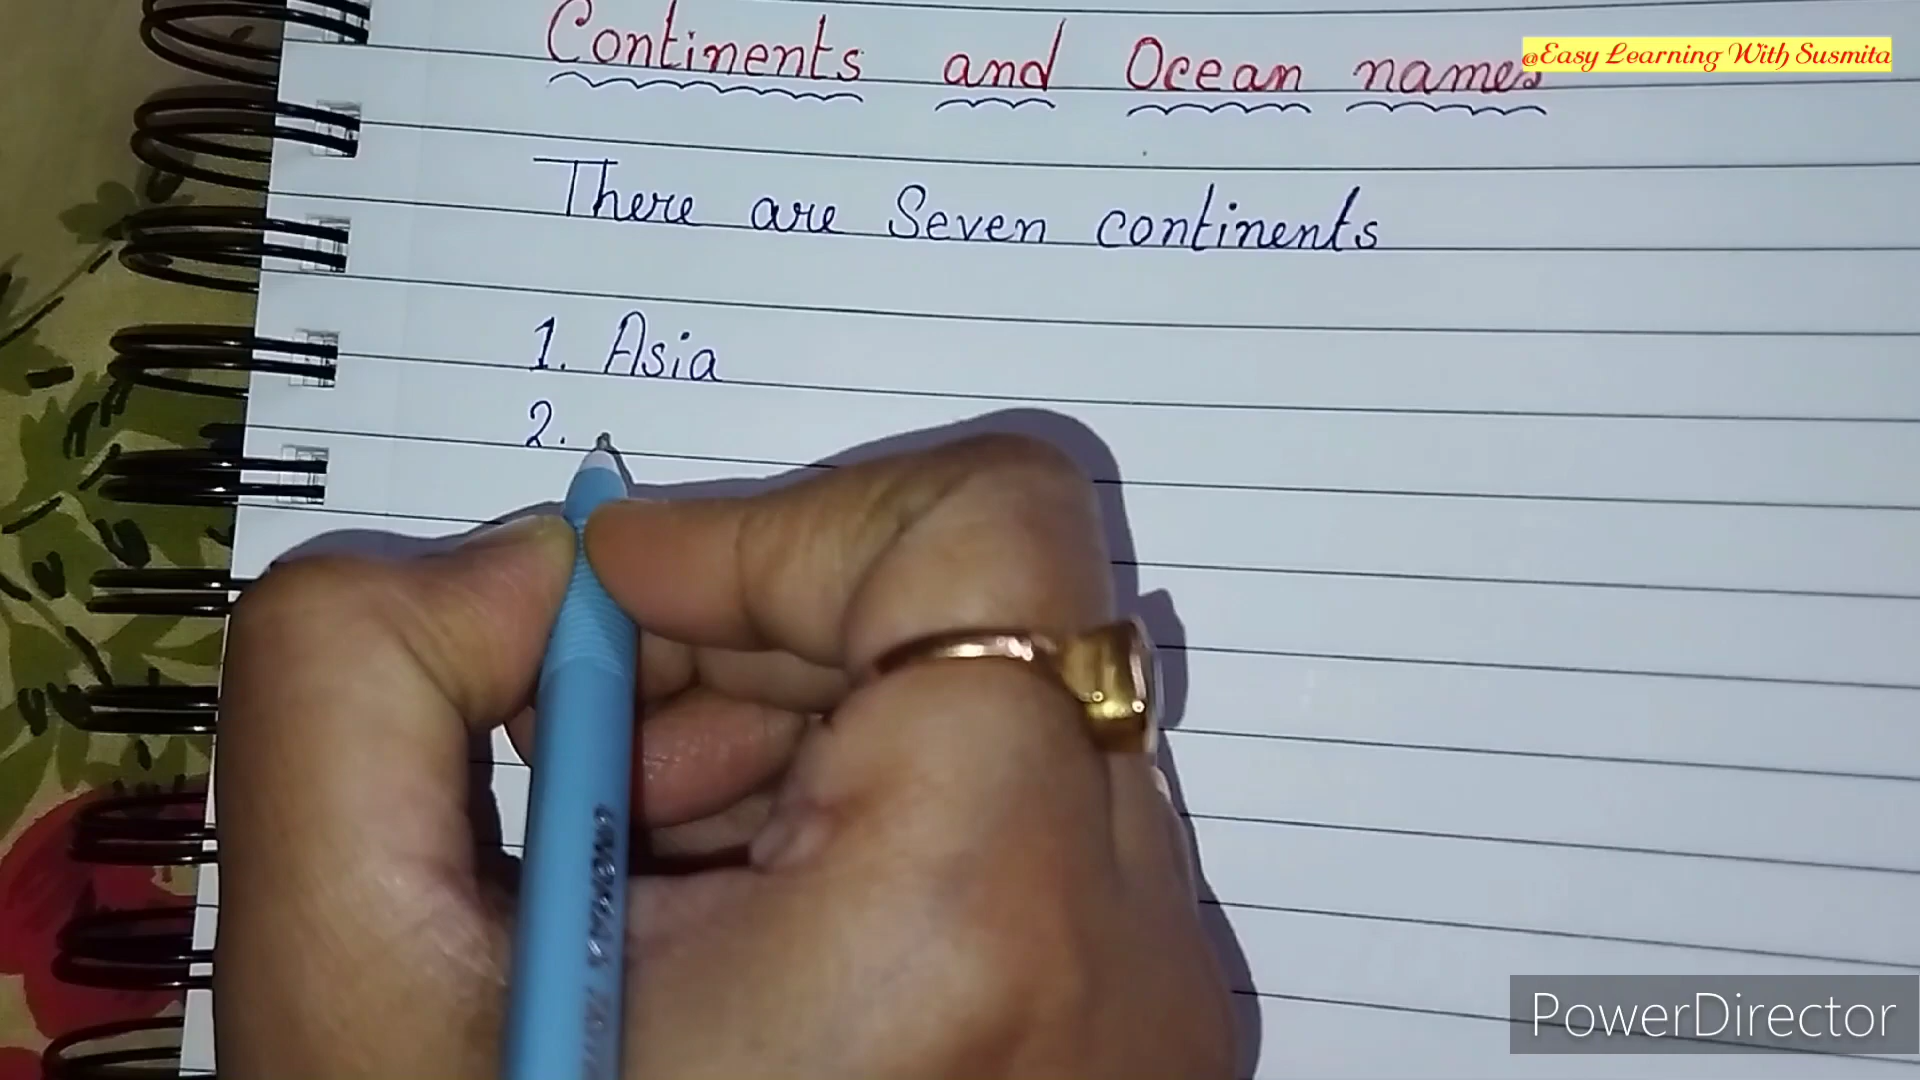 Continents and Ocean names
@Easy Learning With Susmita
There are Seven continents
1. Asia
2.
PowerDirector